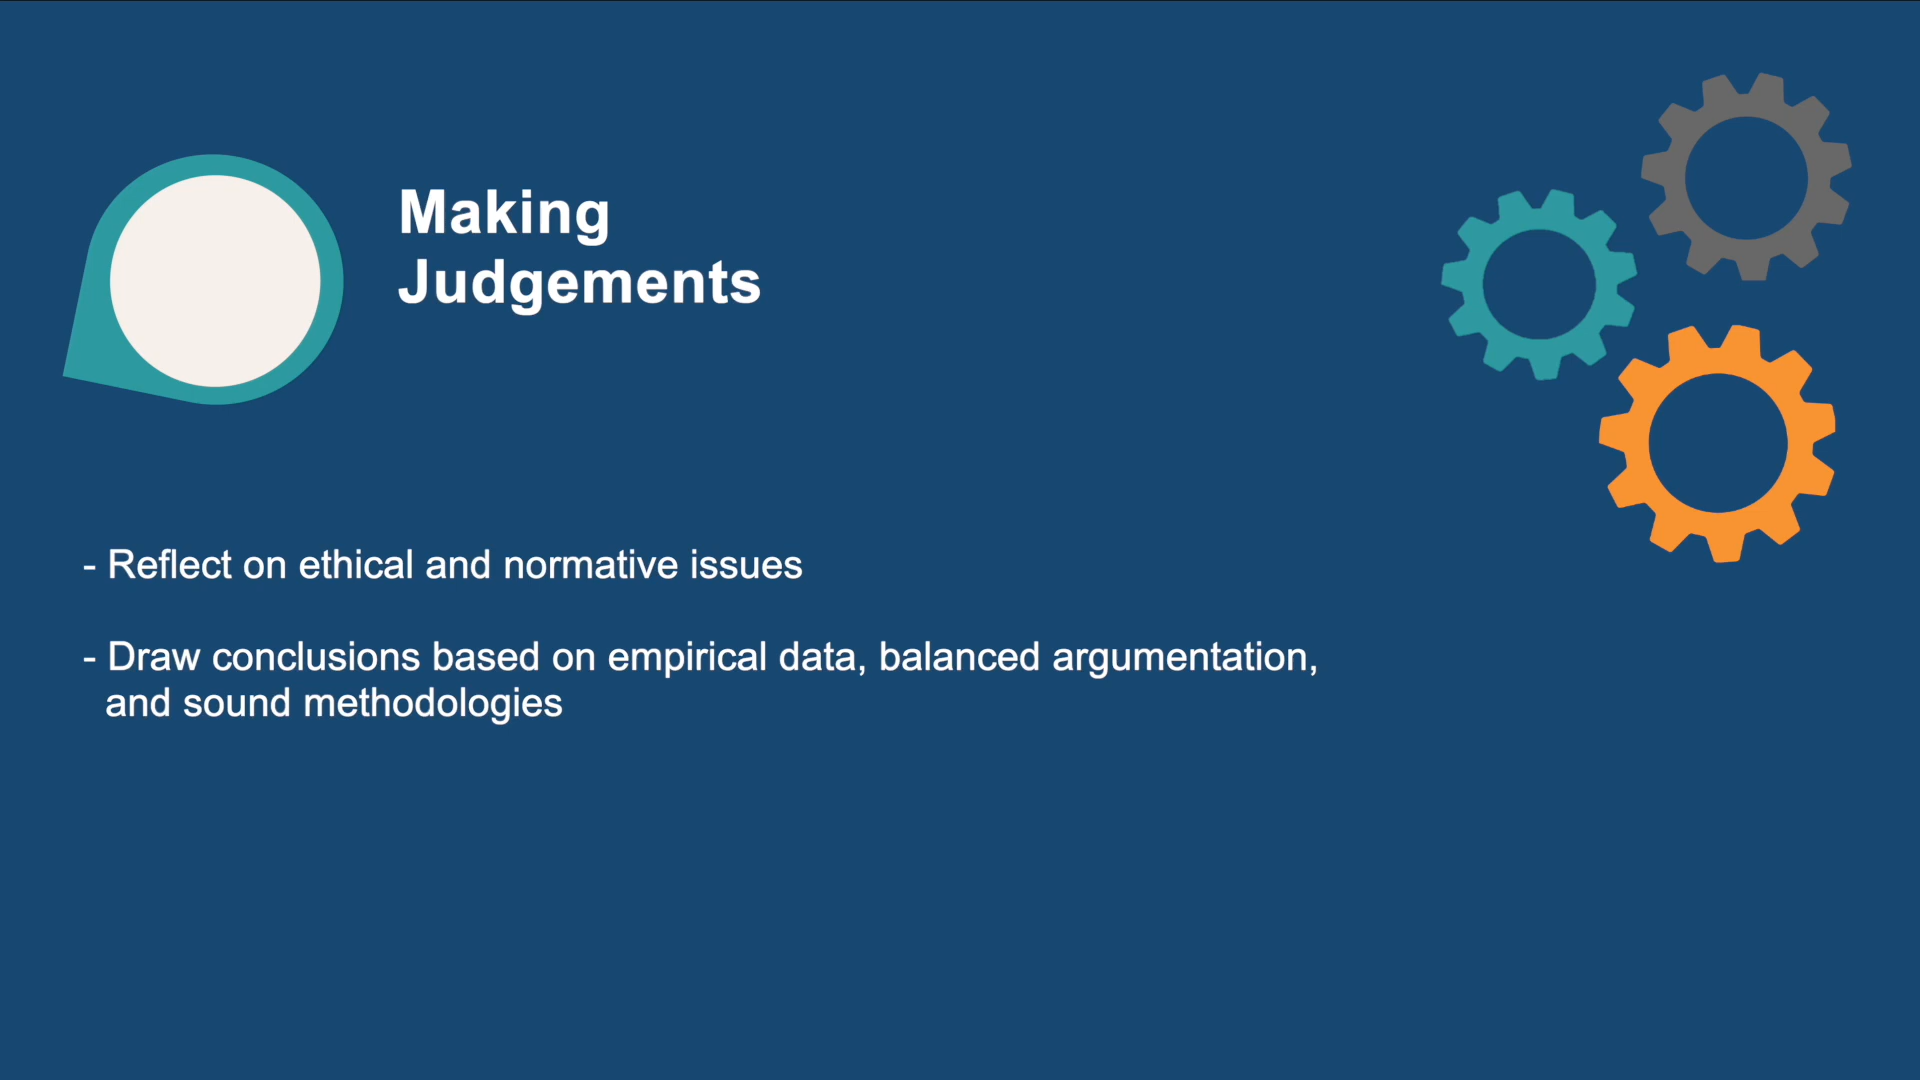 Making
Judgements
- Reflect on ethical and normative issues
- Draw conclusions based on empirical data, balanced argumentation,
and sound methodologies